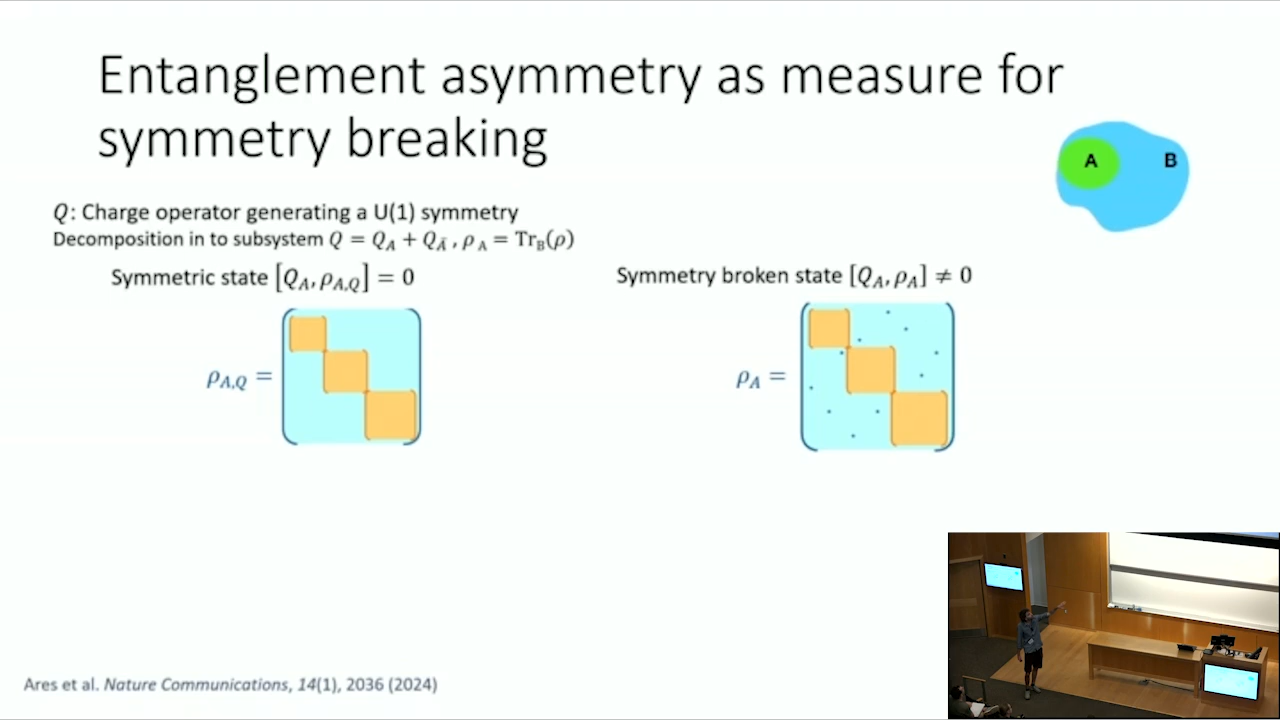 Entanglement asymmetry as measure for
symmetry breaking
A B
Q: Charge operator generating a U(1) symmetry
Decomposition in to subsystem Q = Q_A + Q_Ā , ρ_A = Tr_B(ρ)
Symmetric state [Q_A, ρ_A,Q] = 0
Symmetry broken state [Q_A, ρ_A] ≠ 0
ρ_A,Q =
ρ_A =
Ares et al. Nature Communications, 14(1), 2036 (2024)